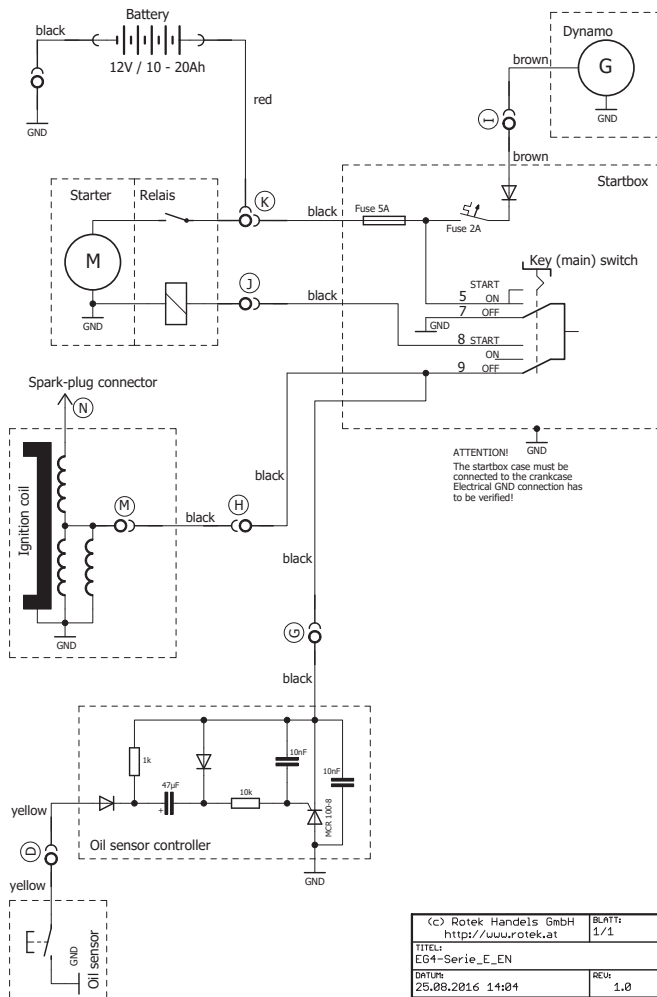 Battery
black
12V / 10 - 20Ah
GND
red
Dynamo
brown
G
GND
I
brown
Startbox
Starter
Relais
K
black
Fuse 5A
Fuse 2A
M
Key (main) switch
START
5 ON
7 OFF
J
black
GND
GND
8 START
ON
9 OFF
Spark-plug connector
N
GND
ATTENTION!
The startbox case must be
connected to the crankcase
Electrical GND connection has
to be verified!
Ignition coil
black
M
black
H
GND
black
G
black
1k
10nF
47µF
+
10k
10nF
MCR 100-8
yellow
Oil sensor controller
GND
D
yellow
GND
Oil sensor
(c) Rotek Handels GmbH
http://www.rotek.at
BLATT:
1/1
TITEL:
EG4-Serie_E_EN
DATUM:
25.08.2016 14:04
REV:
1.0